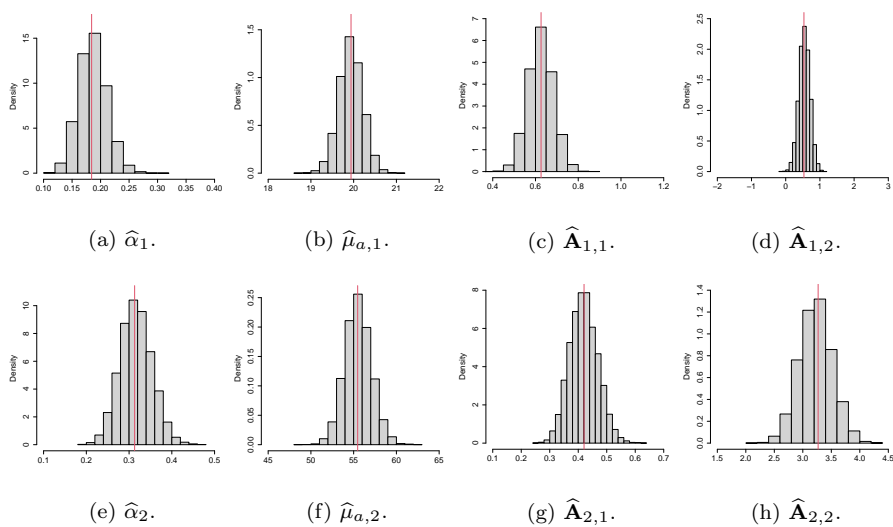 Density
0 5 10 15
0.10 0.15 0.20 0.25 0.30 0.35 0.40
(a) α̂₁.
Density
0.0 0.5 1.0 1.5
18 19 20 21 22
(b) μ̂ₐ,₁.
Density
0 1 2 3 4 5 6 7
0.4 0.6 0.8 1.0 1.2
(c) Â₁,₁.
Density
0.0 0.5 1.0 1.5 2.0 2.5
−2 −1 0 1 2 3
(d) Â₁,₂.
Density
0 2 4 6 8 10
0.1 0.2 0.3 0.4 0.5
(e) α̂₂.
Density
0.00 0.05 0.10 0.15 0.20 0.25
45 50 55 60 65
(f) μ̂ₐ,₂.
Density
0 2 4 6 8
0.1 0.2 0.3 0.4 0.5 0.6 0.7
(g) Â₂,₁.
Density
0.0 0.2 0.4 0.6 0.8 1.0 1.2 1.4
1.5 2.0 2.5 3.0 3.5 4.0 4.5
(h) Â₂,₂.